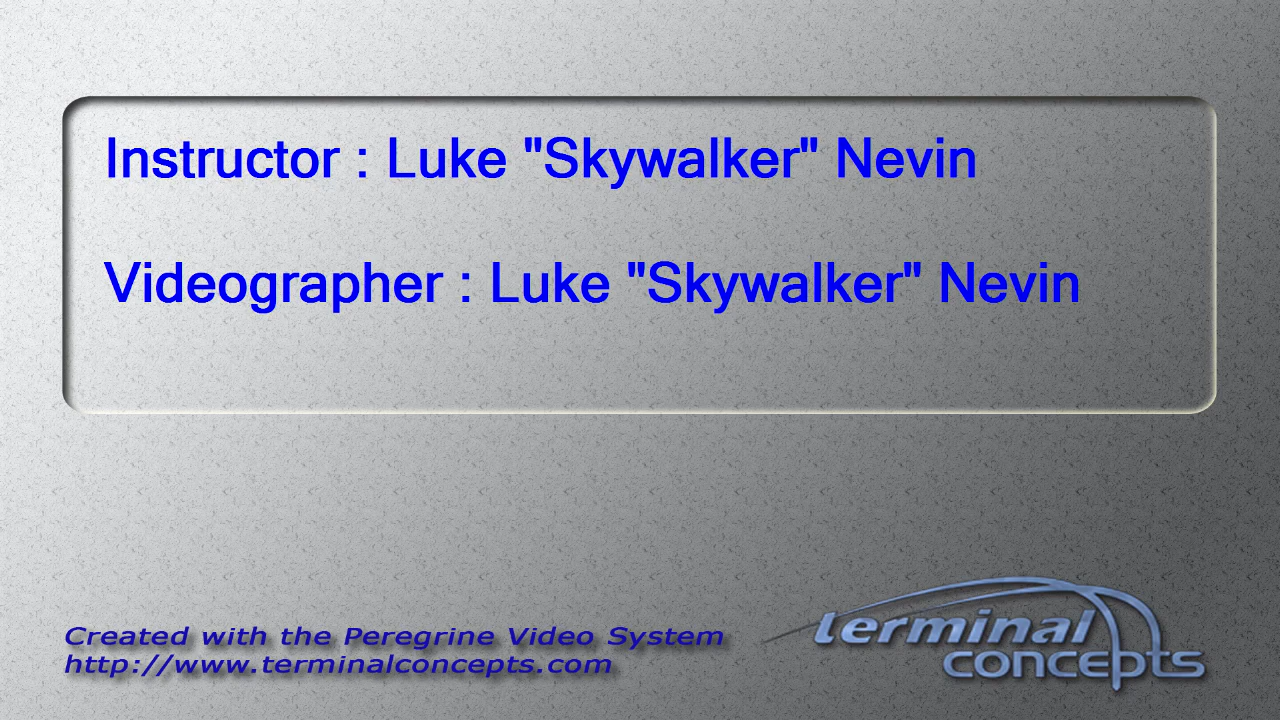 Instructor : Luke "Skywalker" Nevin
Videographer : Luke "Skywalker" Nevin
Created with the Peregrine Video System
http://www.terminalconcepts.com
terminal
concepts